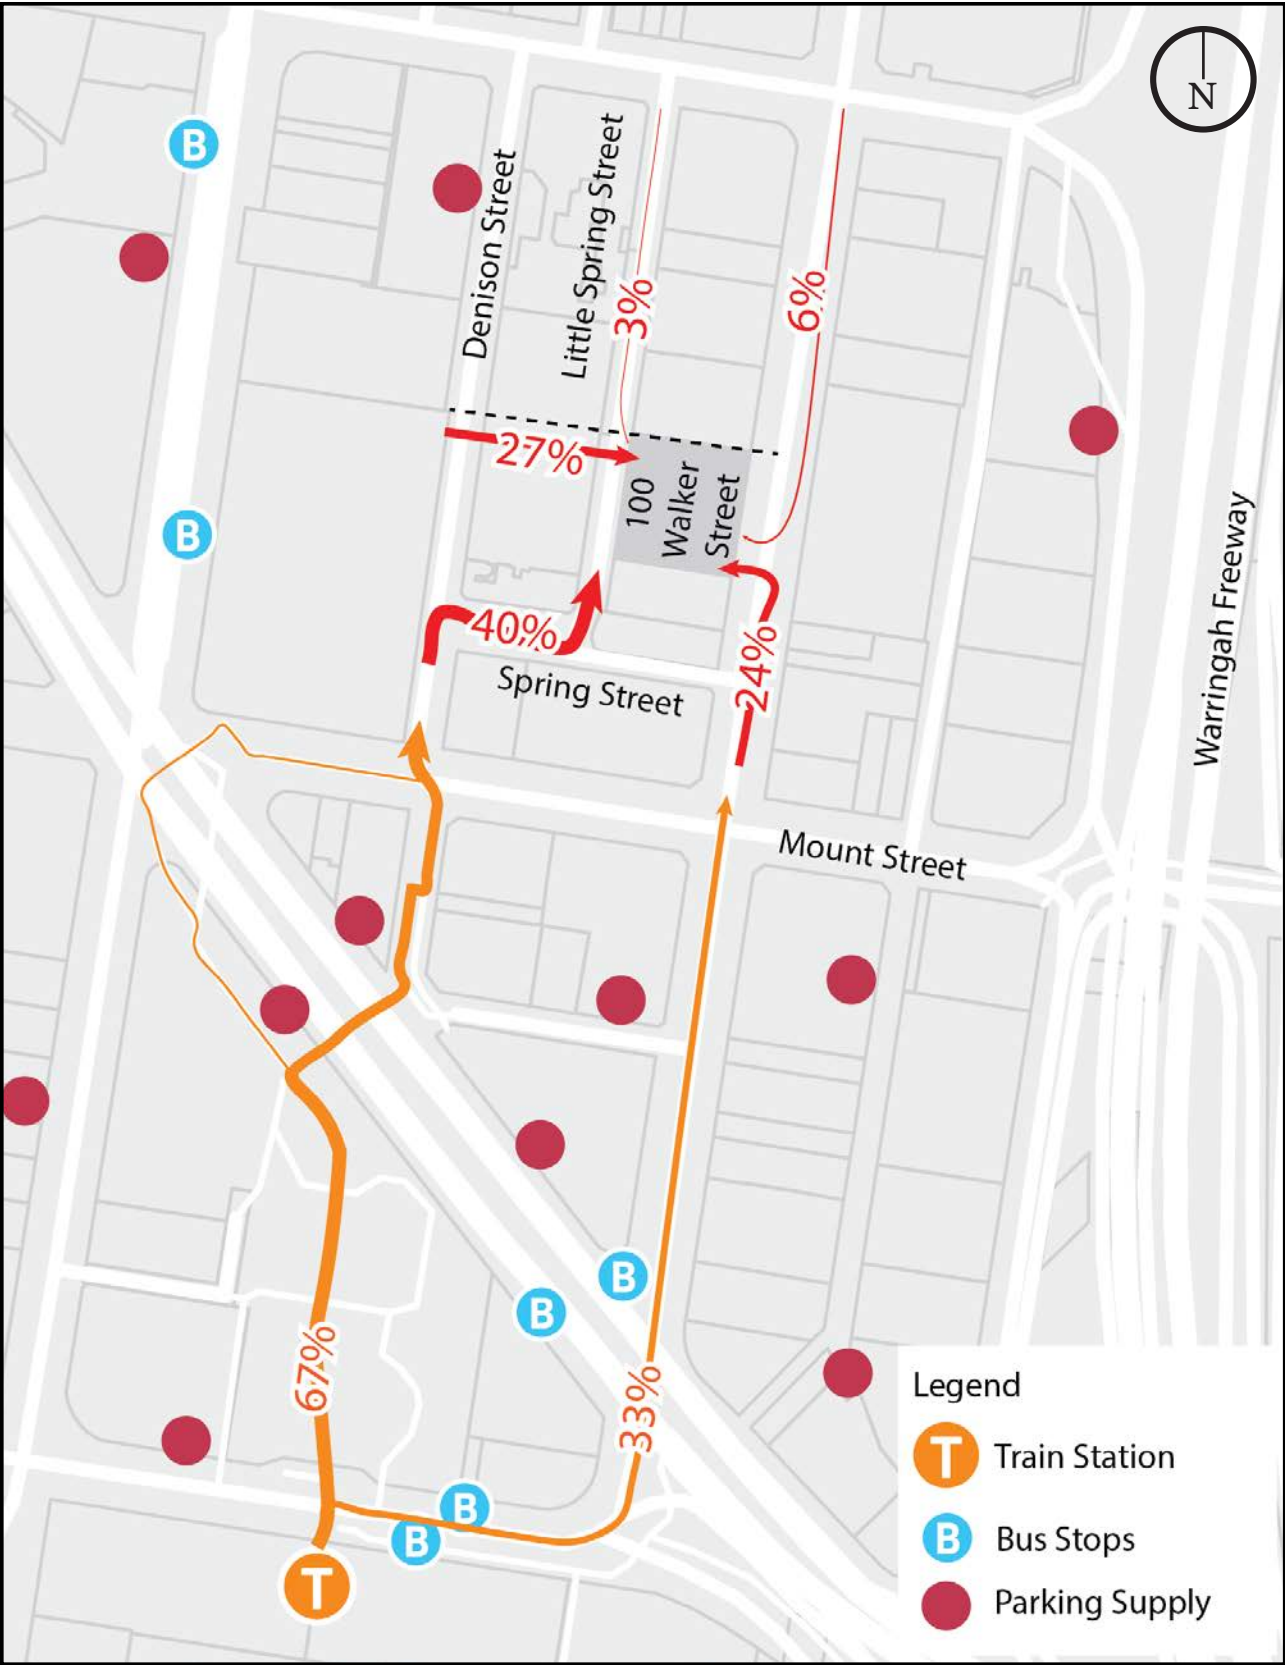 N
B
Denison Street
Little Spring Street
3%
6%
27%
100
Walker
Street
B
40%
24%
Spring Street
Warringah Freeway
Mount Street
B
B
67%
33%
B
B
T
Legend
T Train Station
B Bus Stops
Parking Supply